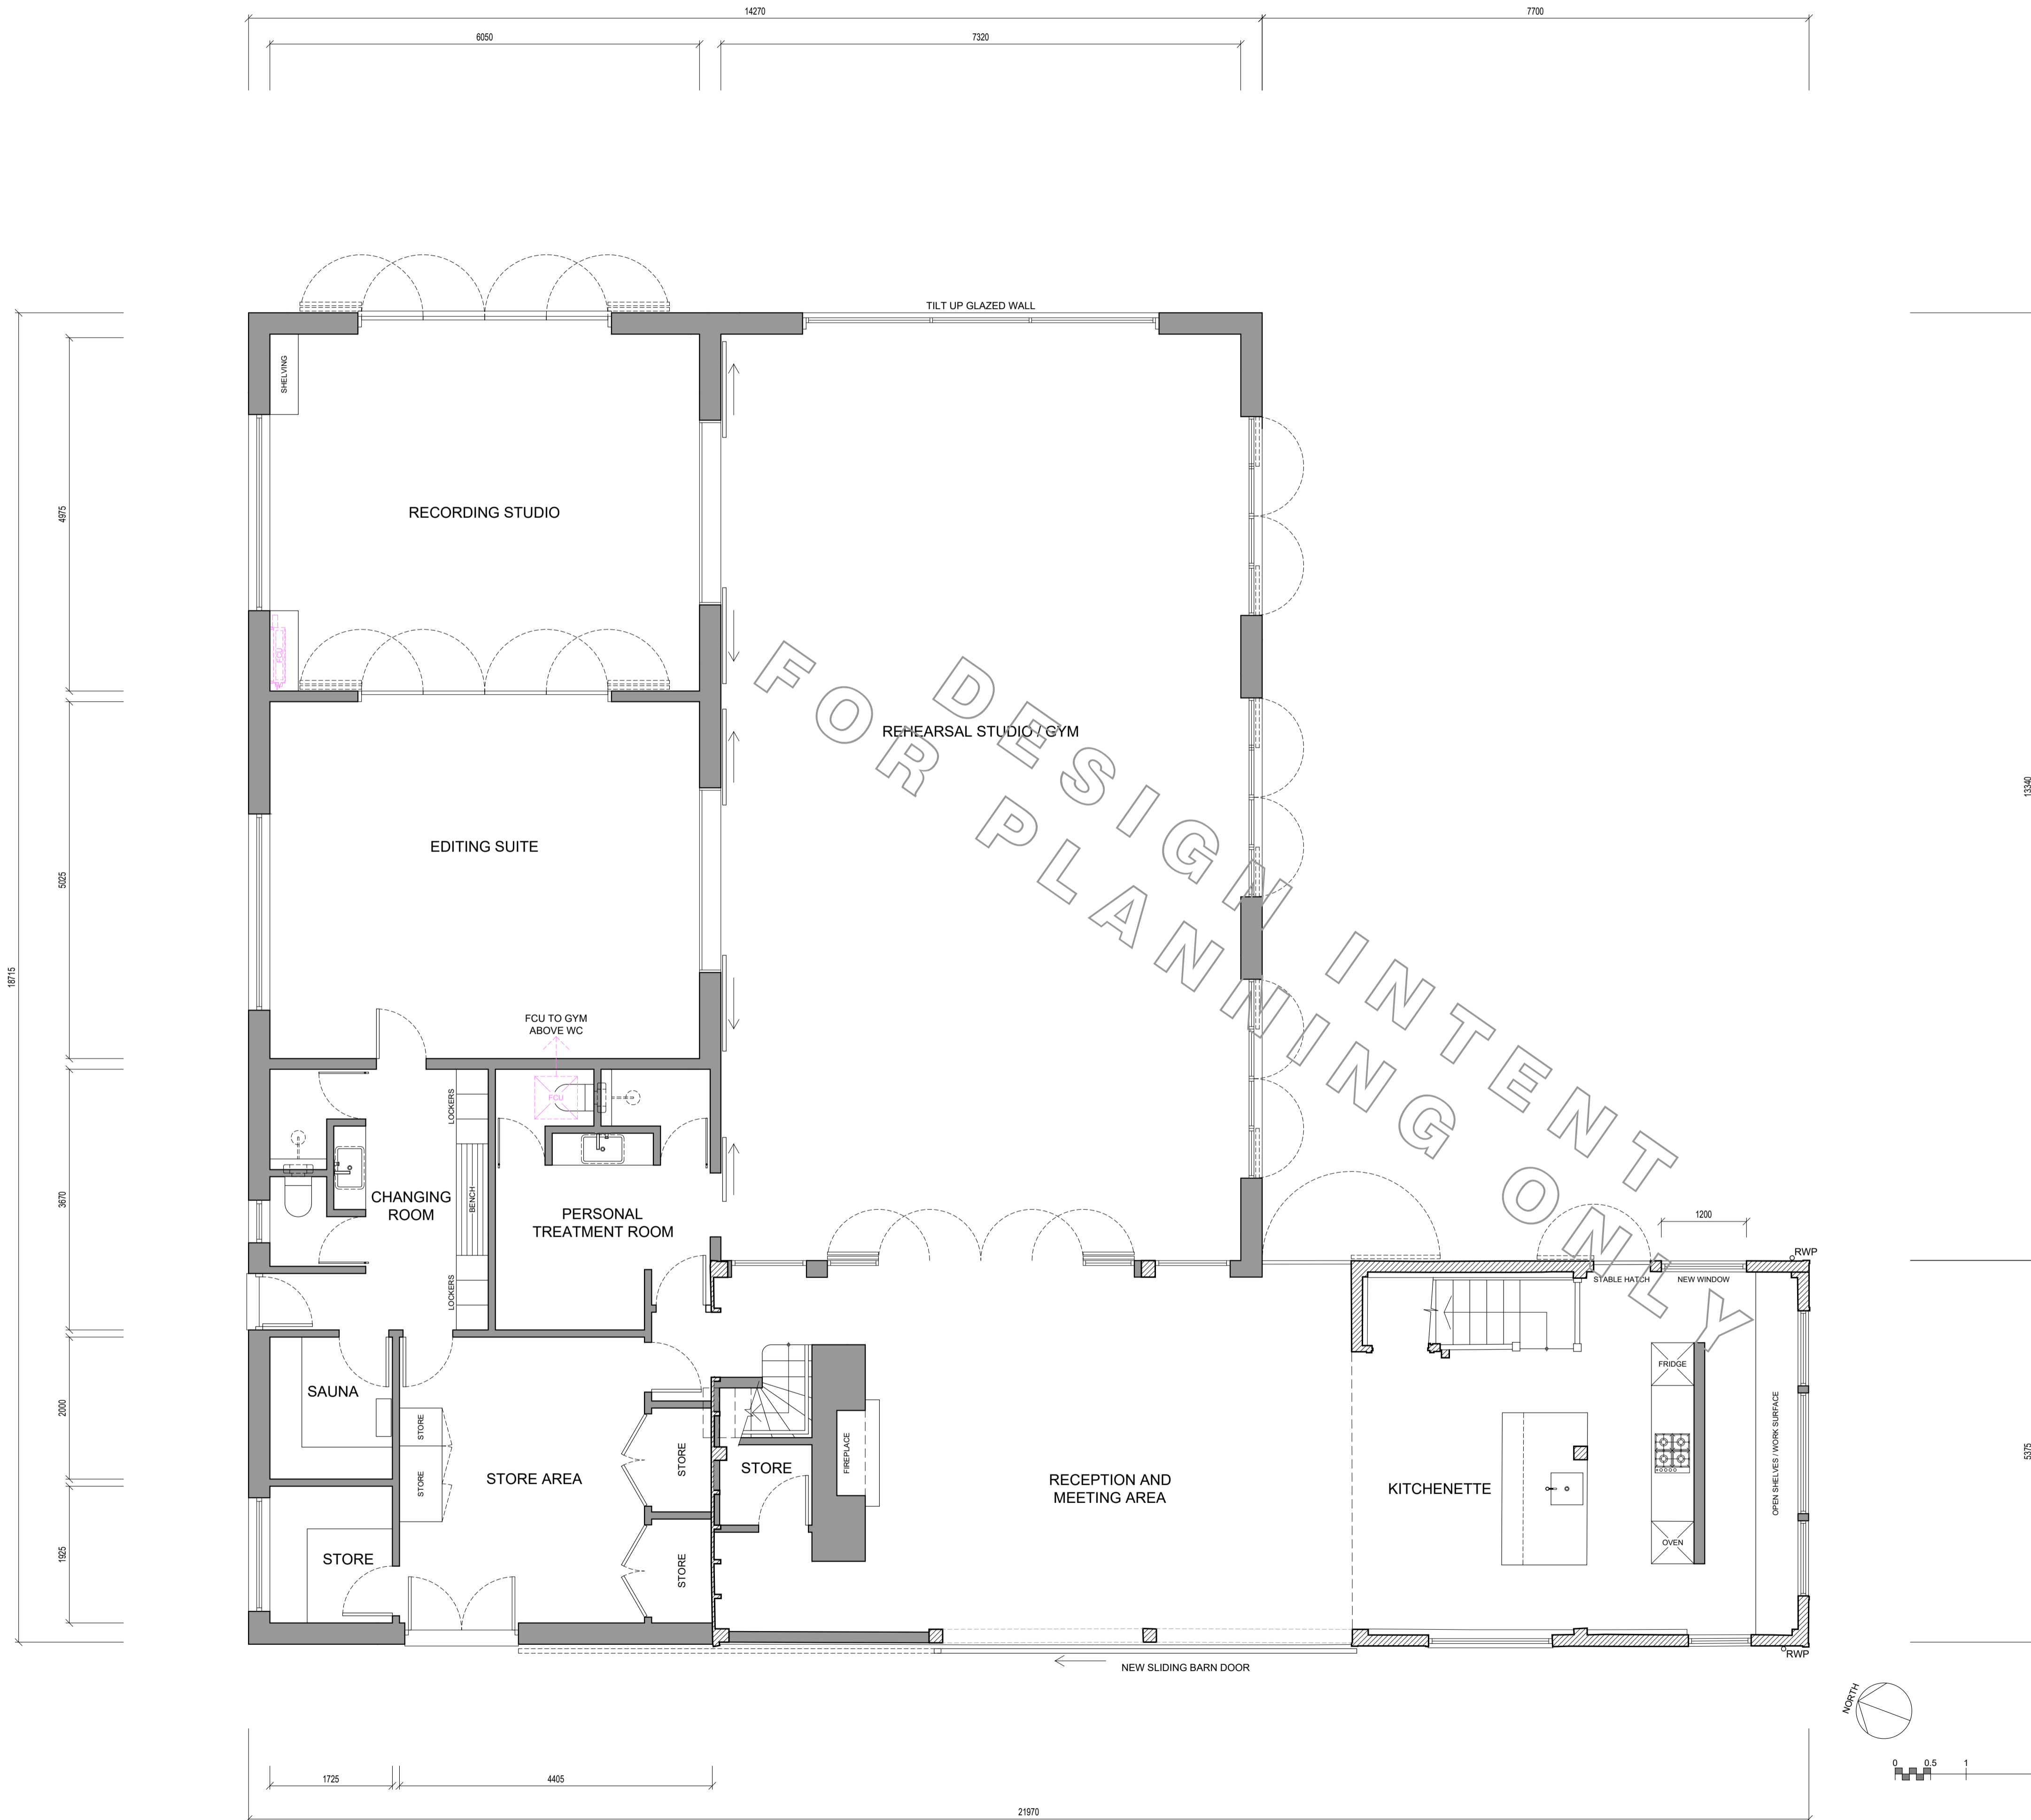 14270
7700
6050
7320
TILT UP GLAZED WALL
SHELVING
4975
RECORDING STUDIO
FCU
DESIGN INTENT
FOR PLANNING ONLY
REHEARSAL STUDIO / GYM
13340
EDITING SUITE
5025
18715
FCU TO GYM
ABOVE WC
FCU
LOCKERS
3670
CHANGING
ROOM
BENCH
PERSONAL
TREATMENT ROOM
LOCKERS
1200
RWP
STABLE HATCH
NEW WINDOW
FRIDGE
SAUNA
2000
STORE
STORE
STORE AREA
STORE
STORE
FIREPLACE
RECEPTION AND
MEETING AREA
KITCHENETTE
OPEN SHELVES / WORK SURFACE
5375
OVEN
1925
STORE
STORE
RWP
NEW SLIDING BARN DOOR
NORTH
0 0.5 1
1725
4405
21970